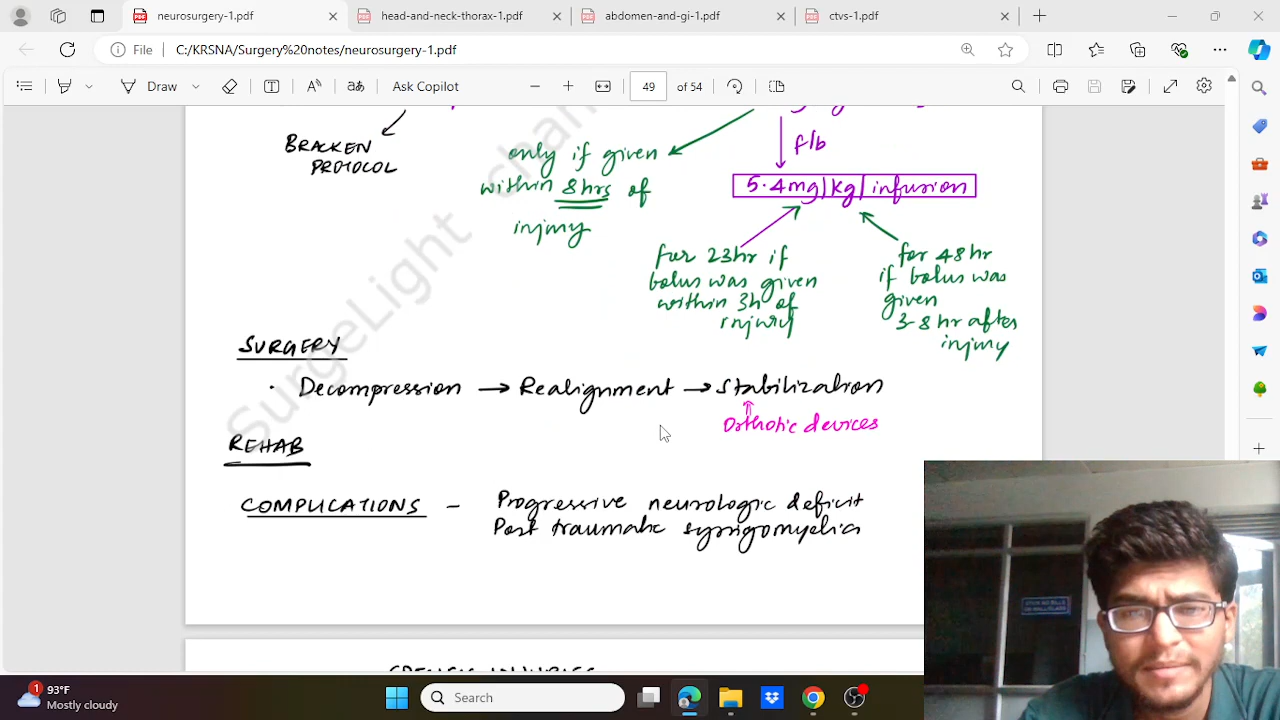 neurosurgery-1.pdf
head-and-neck-thorax-1.pdf
abdomen-and-gi-1.pdf
ctvs-1.pdf
File
C:/KRSNA/Surgery%20notes/neurosurgery-1.pdf
Draw
Ask Copilot
49 of 54
BRACKEN
PROTOCOL
only if given
within 8hrs of
injury
f/b
5.4mg/kg/infusion
for 23hr if
bolus was given
within 3h of
injury
for 48hr
if bolus was
given
3-8 hr after
injury
SURGERY
· Decompression → Realignment → Stabilization
Orthotic devices
REHAB
COMPLICATIONS - Progressive neurologic deficit
Post traumatic syringomyelia
SurgeLight chan
93°F
Mostly cloudy
1
Search